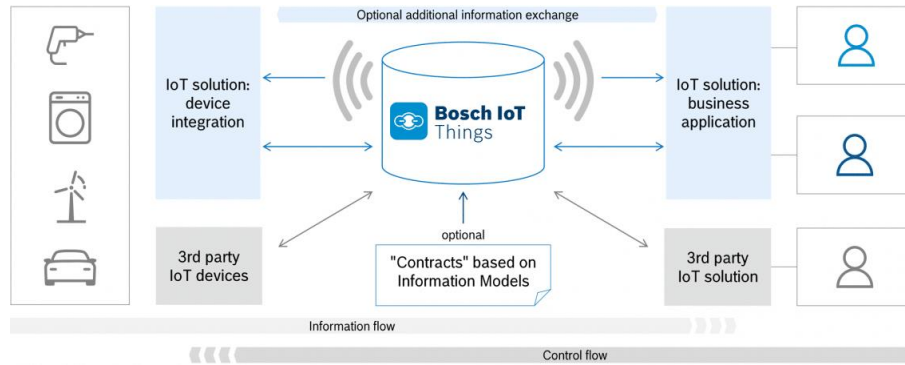 Optional additional information exchange
IoT solution:
device
integration
Bosch IoT
Things
IoT solution:
business
application
3rd party
IoT devices
optional
"Contracts" based on
Information Models
3rd party
IoT solution
Information flow
Control flow